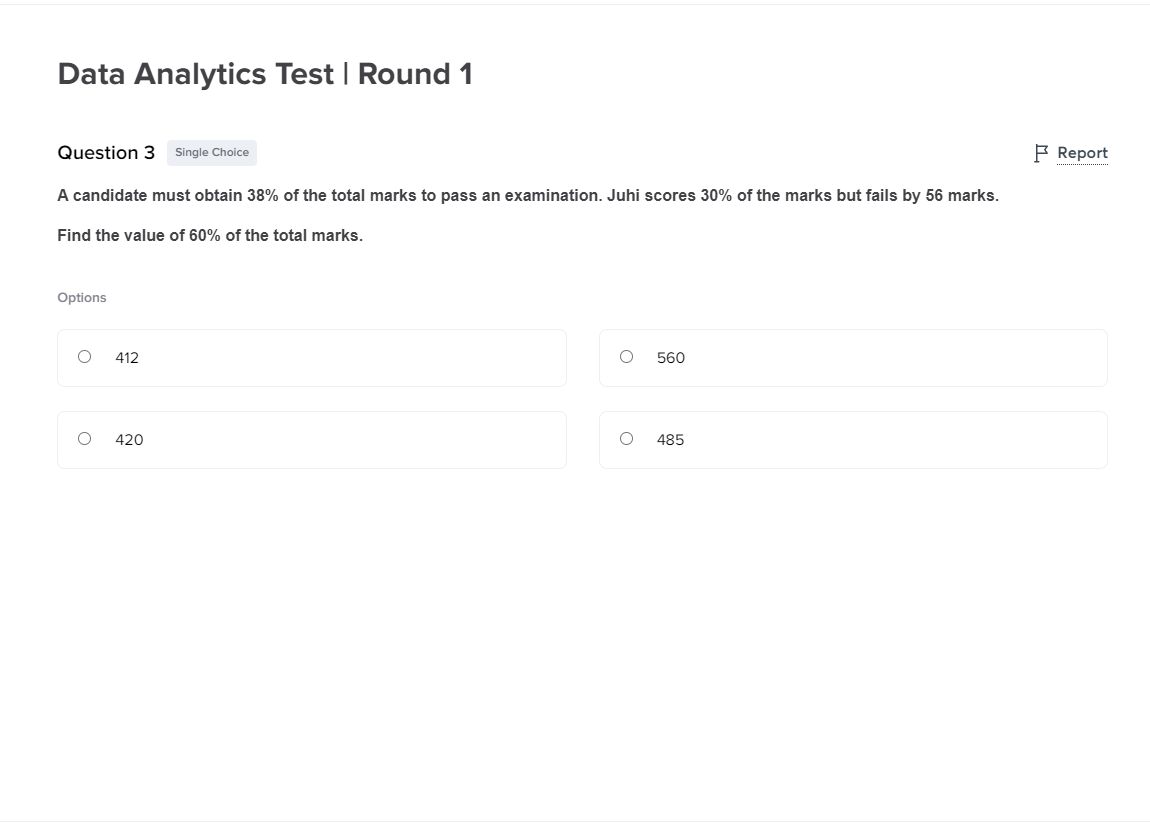 Data Analytics Test | Round 1
Question 3 Single Choice Report
A candidate must obtain 38% of the total marks to pass an examination. Juhi scores 30% of the marks but fails by 56 marks.
Find the value of 60% of the total marks.
Options
412 560
420 485